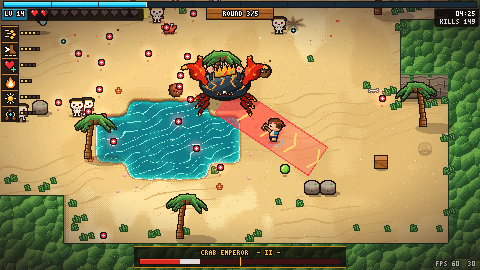 LV 14
ROUND 3/5
04:25
KILLS 149
CRAB EMPEROR - II -
FPS 60 30